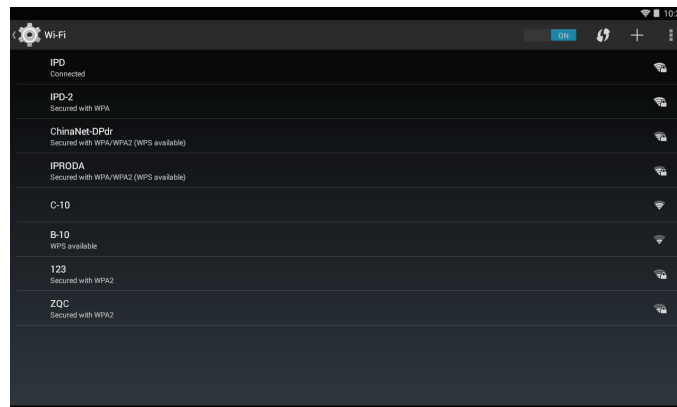 10:
Wi-Fi
ON
IPD
Connected
IPD-2
Secured with WPA
ChinaNet-DPdr
Secured with WPA/WPA2 (WPS available)
IPRODA
Secured with WPA/WPA2 (WPS available)
C-10
B-10
WPS available
123
Secured with WPA2
ZQC
Secured with WPA2